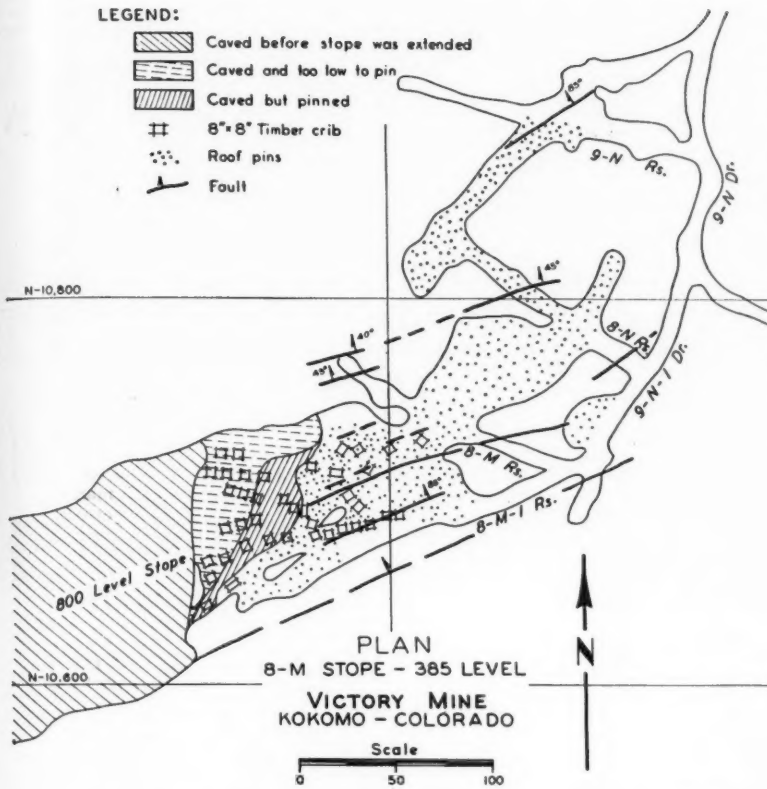 LEGEND:
Caved before stope was extended
Caved and too low to pin
Caved but pinned
8"x 8" Timber crib
Roof pins
Fault
85°
9-N Rs.
9-N Dr.
N-10,800
45°
40°
45°
8-N Rs.
9-N-1 Dr.
8-M Rs.
85°
8-M-1 Rs.
800 Level Stope
N
PLAN
8-M STOPE - 385 LEVEL
N-10,600
VICTORY MINE
KOKOMO - COLORADO
Scale
0 50 100